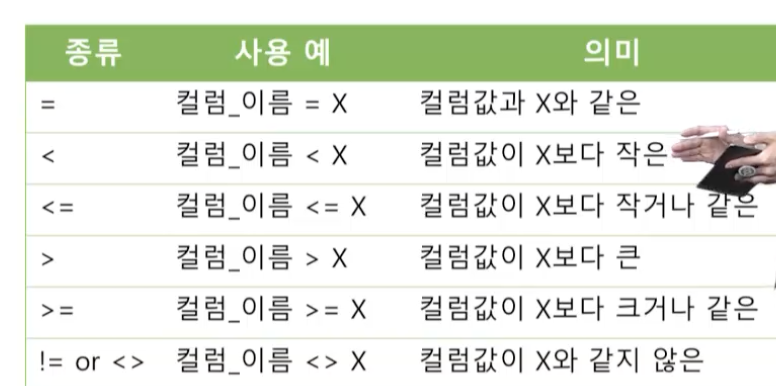 종류 사용 예 의미
= 컬럼_이름 = X 컬럼값과 X와 같은
< 컬럼_이름 < X 컬럼값이 X보다 작은
<= 컬럼_이름 <= X 컬럼값이 X보다 작거나 같은
> 컬럼_이름 > X 컬럼값이 X보다 큰
>= 컬럼_이름 >= X 컬럼값이 X보다 크거나 같은
!= or <> 컬럼_이름 <> X 컬럼값이 X와 같지 않은